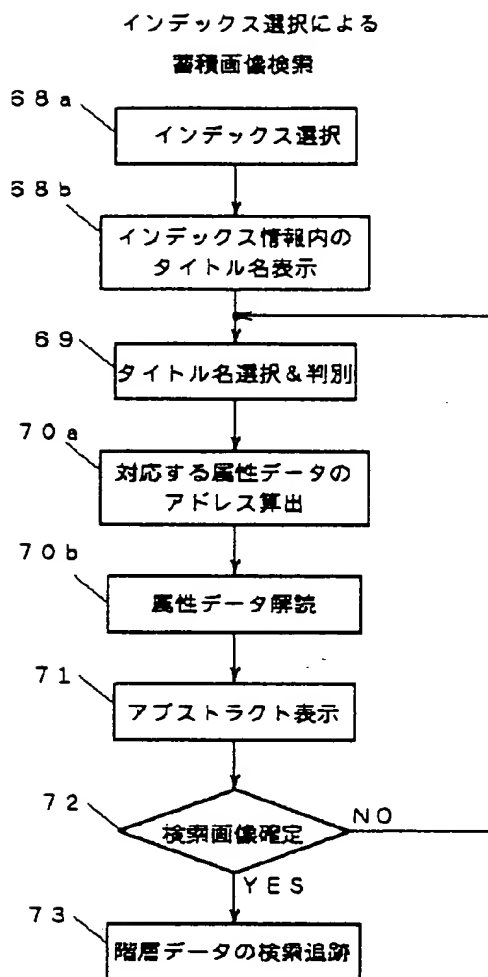 インデックス選択による
蓄積画像検索
68a
インデックス選択
68b
インデックス情報内の
タイトル名表示
69
タイトル名選択&判別
70a
対応する属性データの
アドレス算出
70b
属性データ解読
71
アブストラクト表示
72
検索画像確定
NO
YES
73
階層データの検索追跡